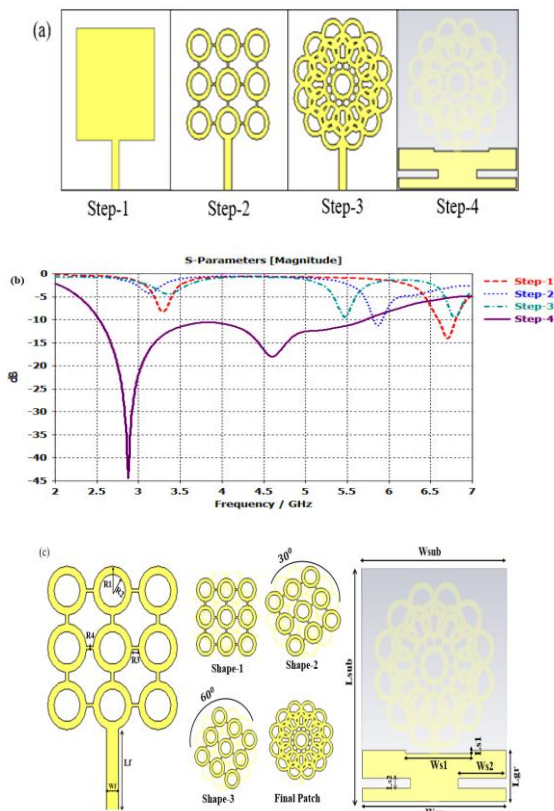 (a)
Step-1 Step-2 Step-3 Step-4
S-Parameters [Magnitude]
(b)
0
-5
-10
-15
-20
-25
-30
-35
-40
-45
dB
2 2.5 3 3.5 4 4.5 5 5.5 6 6.5 7
Frequency / GHz
Step-1
Step-2
Step-3
Step-4
(c)
R1
R2
R4
R3
Lf
Wf
Shape-1
30⁰
Shape-2
60⁰
Shape-3
Final Patch
Wsub
Lsub
Ls1
Ws1
Ws2
Ls2
Lgr